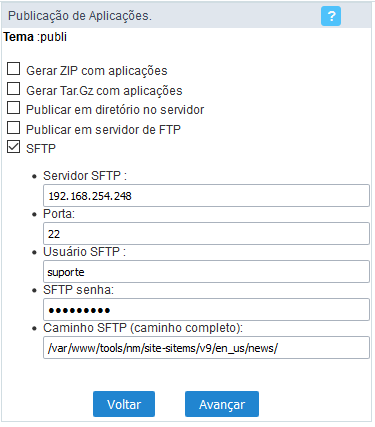 Publicação de Aplicações.
?
Tema :publi
Gerar ZIP com aplicações
Gerar Tar.Gz com aplicações
Publicar em diretório no servidor
Publicar em servidor de FTP
SFTP
Servidor SFTP :
192.168.254.248
Porta:
22
Usuário SFTP :
suporte
SFTP senha:
•••••••••
Caminho SFTP (caminho completo):
/var/www/tools/nm/site-sitems/v9/en_us/news/
Voltar Avançar